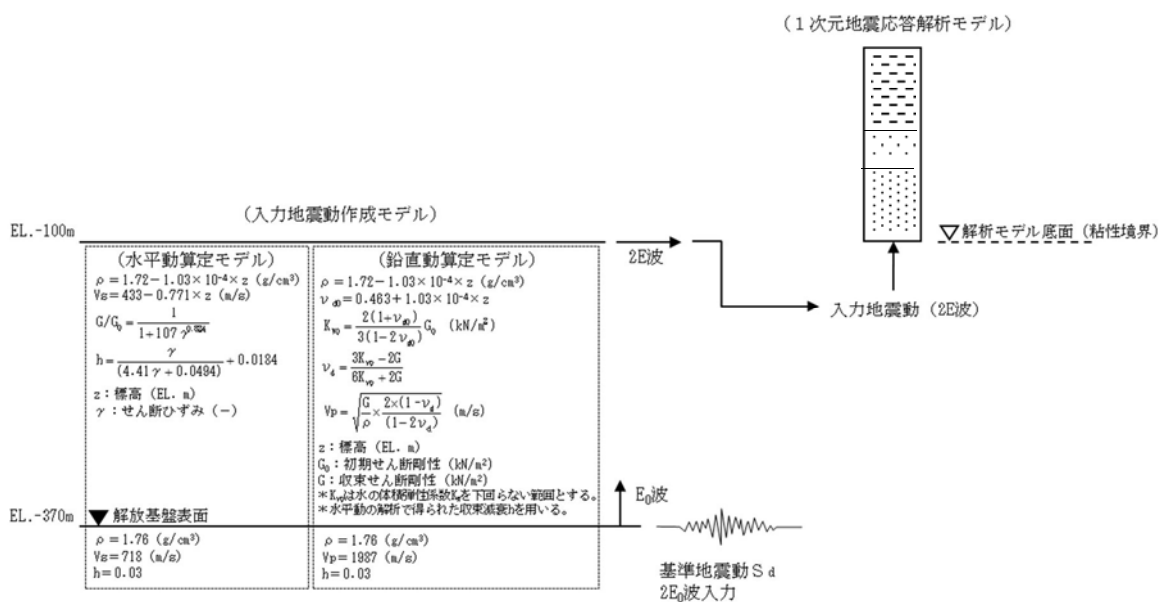 (1次元地震応答解析モデル)
(入力地震動作成モデル)
EL.-100m
2E波
▽解析モデル底面 (粘性境界)
入力地震動 (2E波)
(水平動算定モデル)
ρ=1.72-1.03×10⁻⁴×z (g/cm³)
Vs=433-0.771×z (m/s)
G/G₀=1/(1+107γ^0.824)
h=γ/(4.41γ+0.0494)+0.0184
z:標高 (EL. m)
γ:せん断ひずみ (-)
(鉛直動算定モデル)
ρ=1.72-1.03×10⁻⁴×z (g/cm³)
ν_d0=0.463+1.03×10⁻⁴×z
K_v0=2(1+ν_d0)/3(1-2ν_d0) G₀ (kN/m²)
ν_d=(3K_v0-2G)/(6K_v0+2G)
Vp=√(G/ρ×2×(1-ν_d)/(1-2ν_d)) (m/s)
z:標高 (EL. m)
G₀:初期せん断剛性 (kN/m²)
G:収束せん断剛性 (kN/m²)
*K_v0は水の体積弾性係数を下回らない範囲とする。
*水平動の解析で得られた収束減衰hを用いる。
E₀波
EL.-370m
▼解放基盤表面
ρ=1.76 (g/cm³)
Vs=718 (m/s)
h=0.03
ρ=1.76 (g/cm³)
Vp=1987 (m/s)
h=0.03
基準地震動Sd
2E₀波入力